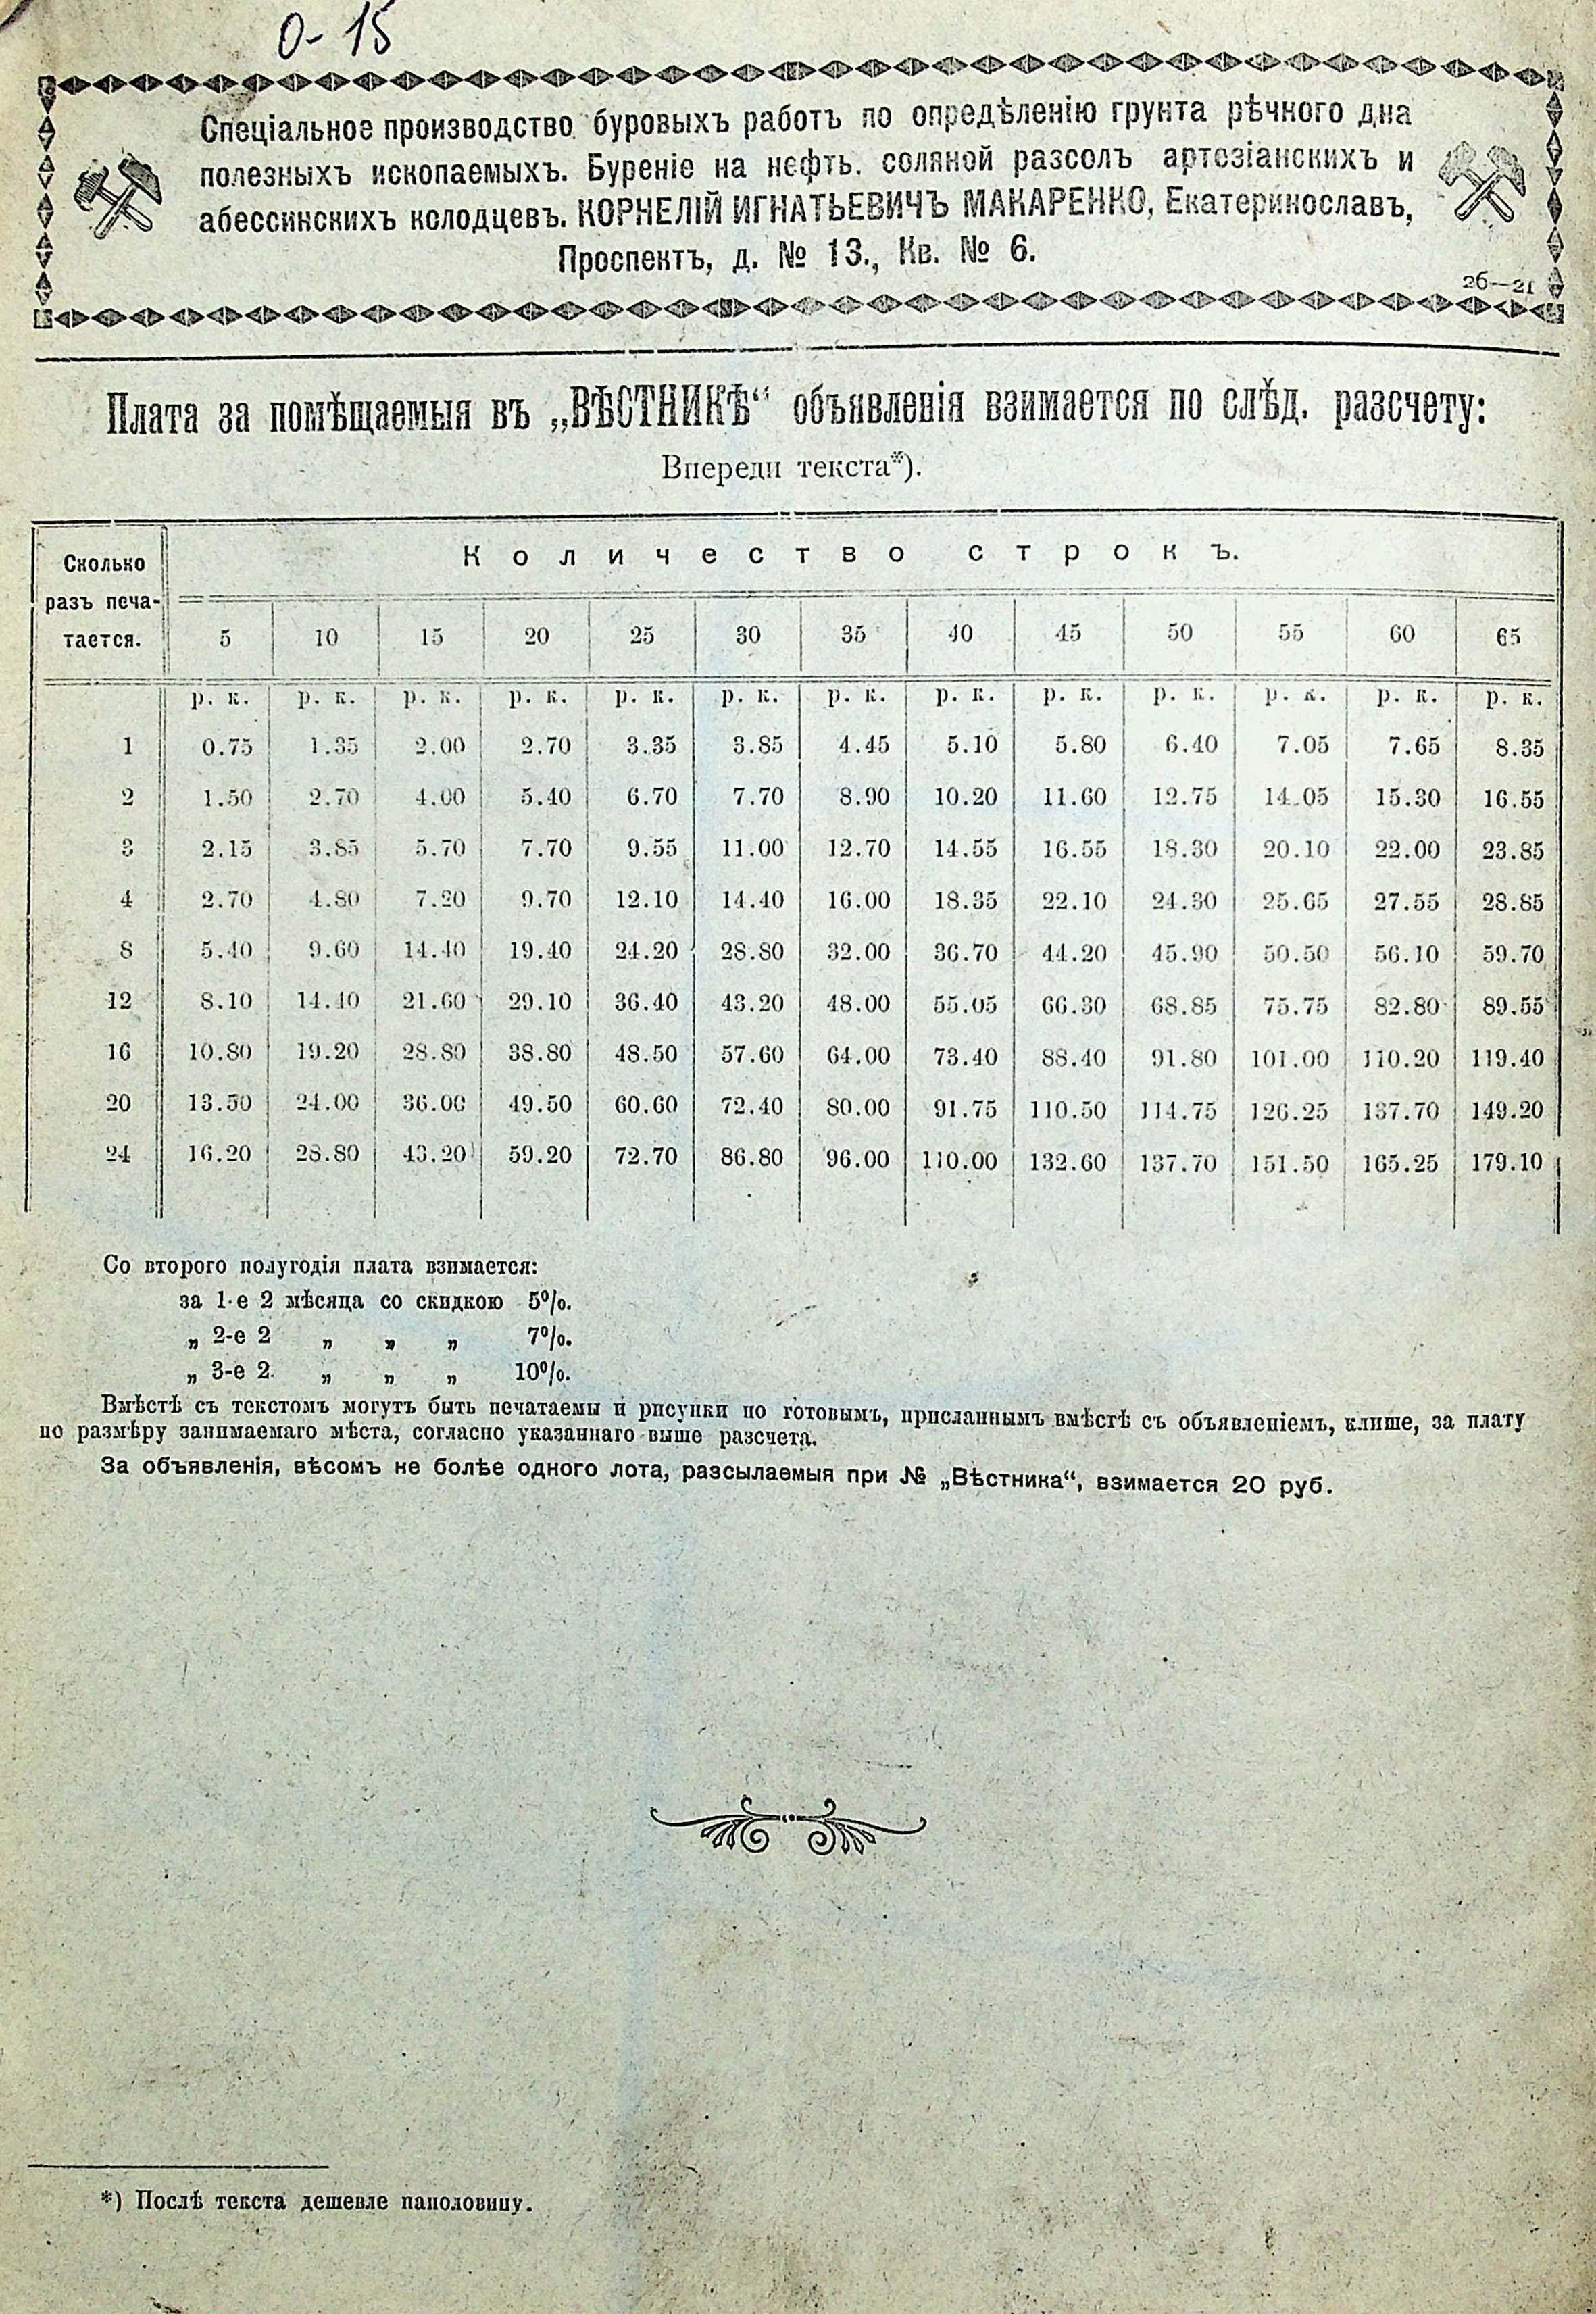 О-15
Спеціальное производство буровыхъ работъ по опредѣленію грунта рѣчного дна
полезныхъ ископаемыхъ. Буреніе на нефть. соляной разсолъ артезіанскихъ и
абессинскихъ колодцевъ. КОРНЕЛІЙ ИГНАТЬЕВИЧЪ МАКАРЕНКО, Екатеринославъ,
Проспектъ, д. № 13., Кв. № 6.
26—21
Плата за помѣщаемыя въ „ВѢСТНИКѢ“ объявленія взимается по слѣд. разсчету:
Впереди текста*).
Сколько
разъ печа-
тается.
Количество строкъ.
5 10 15 20 25 30 35 40 45 50 55 60 65
р. к. р. к. р. к. р. к. р. к. р. к. р. к. р. к. р. к. р. к. р. к. р. к. р. к.
1 0.75 1.35 2.00 2.70 3.35 3.85 4.45 5.10 5.80 6.40 7.05 7.65 8.35
2 1.50 2.70 4.00 5.40 6.70 7.70 8.90 10.20 11.60 12.75 14.05 15.30 16.55
3 2.15 3.85 5.70 7.70 9.55 11.00 12.70 14.55 16.55 18.30 20.10 22.00 23.85
4 2.70 4.80 7.20 9.70 12.10 14.40 16.00 18.35 22.10 24.30 25.65 27.55 28.85
8 5.40 9.60 14.40 19.40 24.20 28.80 32.00 36.70 44.20 45.90 50.50 56.10 59.70
12 8.10 14.40 21.60 29.10 36.40 43.20 48.00 55.05 66.30 68.85 75.75 82.80 89.55
16 10.80 19.20 28.80 38.80 48.50 57.60 64.00 73.40 88.40 91.80 101.00 110.20 119.40
20 13.50 24.00 36.00 49.50 60.60 72.40 80.00 91.75 110.50 114.75 126.25 137.70 149.20
24 16.20 28.80 43.20 59.20 72.70 86.80 96.00 110.00 132.60 137.70 151.50 165.25 179.10
Со второго полугодія плата взимается:
за 1-е 2 мѣсяца со скидкою 5%.
„ 2-е 2 „ „ „ 7%.
„ 3-е 2. „ „ „ 10%.
Вмѣстѣ съ текстомъ могутъ быть печатаемы и рисунки по готовымъ, присланнымъ вмѣстѣ съ объявленіемъ, клише, за плату
по размѣру занимаемаго мѣста, согласно указаннаго выше разсчета.
За объявленія, вѣсомъ не болѣе одного лота, разсылаемыя при № „Вѣстника“, взимается 20 руб.
*) Послѣ текста дешевле наполовину.